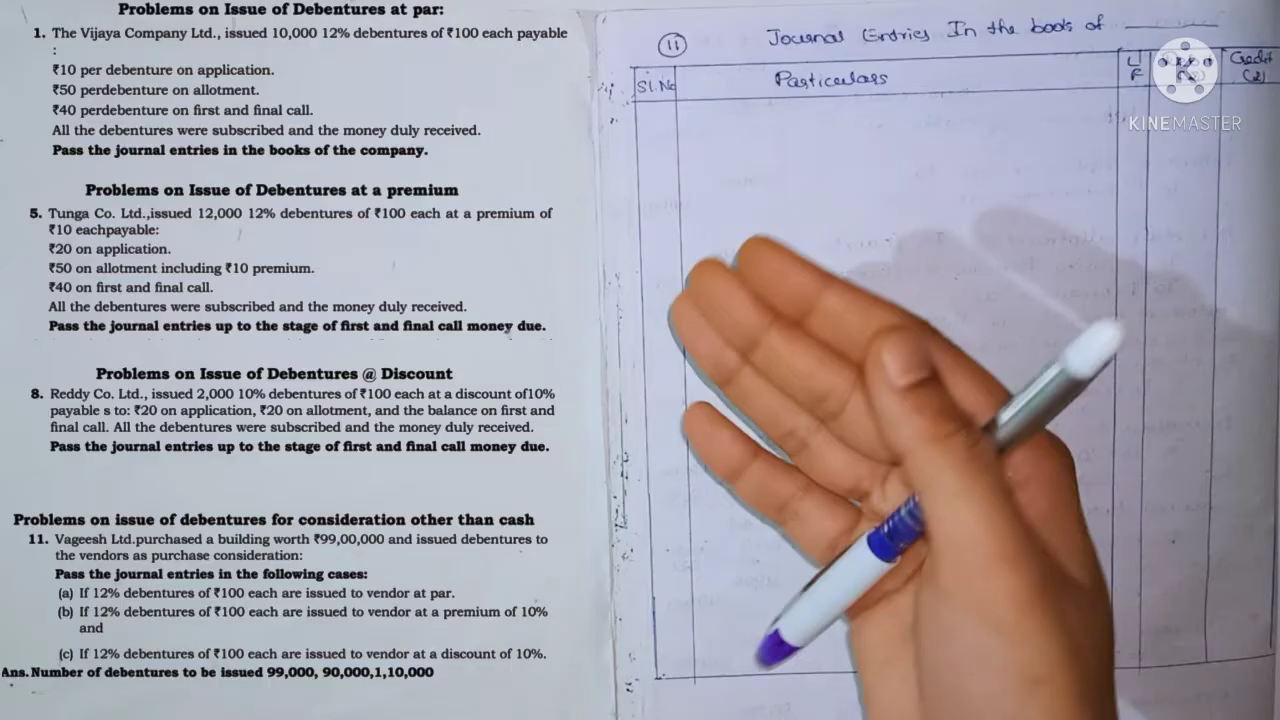 Problems on Issue of Debentures at par:
1. The Vijaya Company Ltd., issued 10,000 12% debentures of ₹100 each payable
:
₹10 per debenture on application.
₹50 perdebenture on allotment.
₹40 perdebenture on first and final call.
All the debentures were subscribed and the money duly received.
Pass the journal entries in the books of the company.
Problems on Issue of Debentures at a premium
5. Tunga Co. Ltd.,issued 12,000 12% debentures of ₹100 each at a premium of
₹10 eachpayable:
₹20 on application.
₹50 on allotment including ₹10 premium.
₹40 on first and final call.
All the debentures were subscribed and the money duly received.
Pass the journal entries up to the stage of first and final call money due.
Problems on Issue of Debentures @ Discount
8. Reddy Co. Ltd., issued 2,000 10% debentures of ₹100 each at a discount of10%
payable s to: ₹20 on application, ₹20 on allotment, and the balance on first and
final call. All the debentures were subscribed and the money duly received.
Pass the journal entries up to the stage of first and final call money due.
Problems on issue of debentures for consideration other than cash
11. Vageesh Ltd.purchased a building worth ₹99,00,000 and issued debentures to
the vendors as purchase consideration:
Pass the journal entries in the following cases:
(a) If 12% debentures of ₹100 each are issued to vendor at par.
(b) If 12% debentures of ₹100 each are issued to vendor at a premium of 10%
and
(c) If 12% debentures of ₹100 each are issued to vendor at a discount of 10%.
Ans. Number of debentures to be issued 99,000, 90,000,1,10,000
11 Journal Entries In the books of
Sl.No Particulars L F Credit (₹)
KINEMASTER